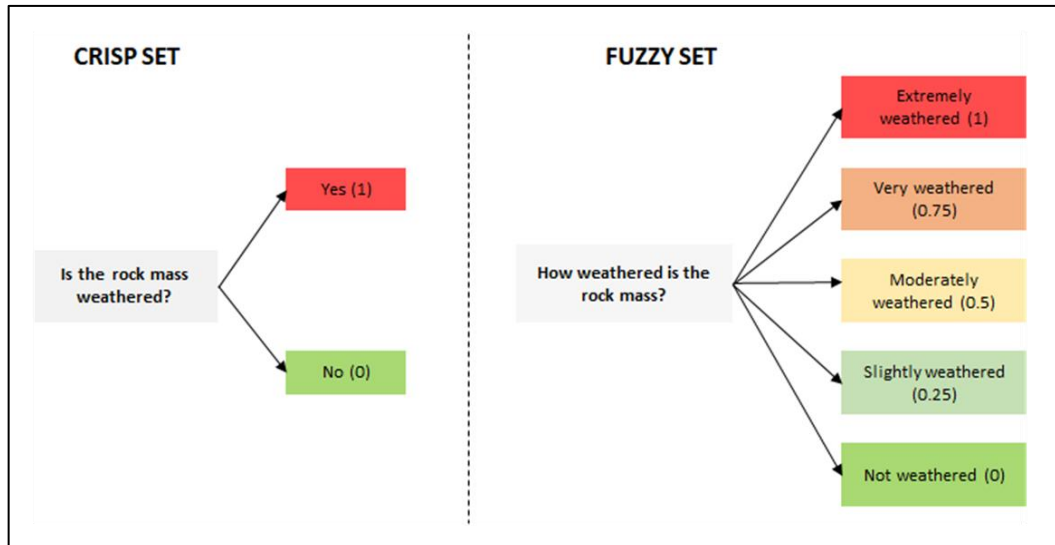 CRISP SET
Is the rock mass
weathered?
Yes (1)
No (0)
FUZZY SET
How weathered is the
rock mass?
Extremely
weathered (1)
Very weathered
(0.75)
Moderately
weathered (0.5)
Slightly weathered
(0.25)
Not weathered (0)